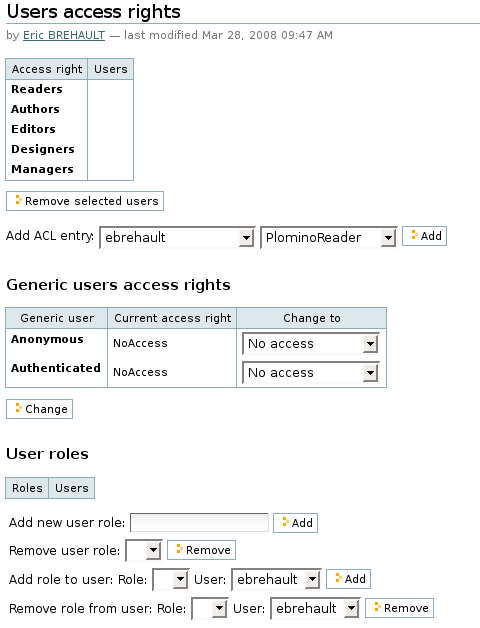 Users access rights
by Eric BREHAULT — last modified Mar 28, 2008 09:47 AM
Access right Users
Readers
Authors
Editors
Designers
Managers
Remove selected users
Add ACL entry: ebrehault PlominoReader Add
Generic users access rights
Generic user Current access right Change to
Anonymous NoAccess No access
Authenticated NoAccess No access
Change
User roles
Roles Users
Add new user role: Add
Remove user role: Remove
Add role to user: Role: User: ebrehault Add
Remove role from user: Role: User: ebrehault Remove